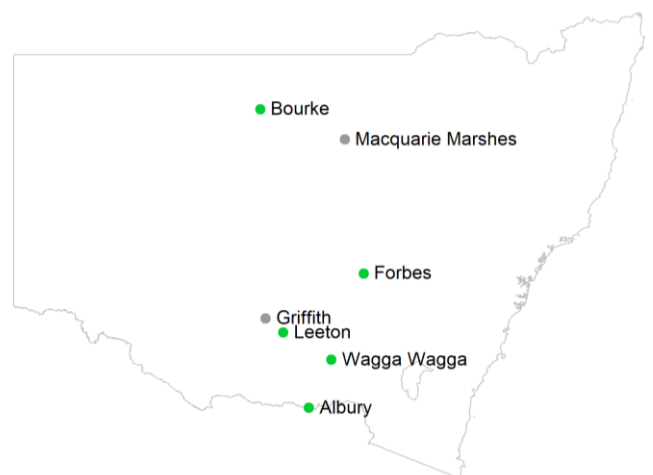 Bourke
Macquarie Marshes
Forbes
Griffith
Leeton
Wagga Wagga
Albury